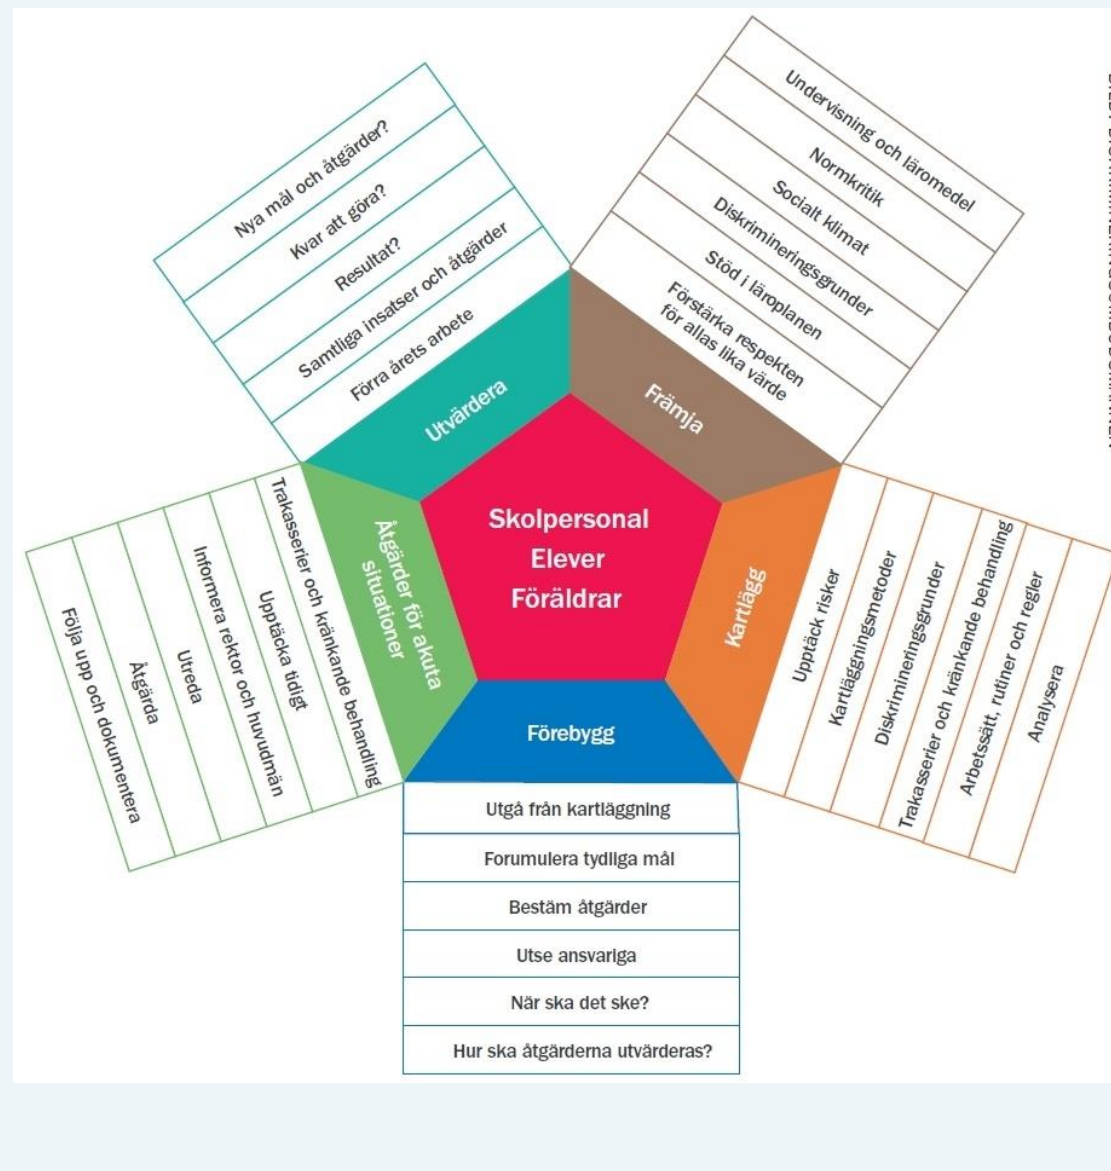 Skolpersonal
Elever
Föräldrar
Främja
Förstärka respekten
för allas lika värde
Stöd i läroplanen
Diskrimineringsgrunder
Socialt klimat
Normkritik
Undervisning och läromedel
Kartlägg
Upptäck risker
Kartläggningsmetoder
Diskrimineringsgrunder
Trakasserier och kränkande behandling
Arbetssätt, rutiner och regler
Analysera
Förebygg
Utgå från kartläggning
Forumulera tydliga mål
Bestäm åtgärder
Utse ansvariga
När ska det ske?
Hur ska åtgärderna utvärderas?
Åtgärder för akuta
situationer
Trakasserier och kränkande behandling
Upptäcka tidigt
Informera rektor och huvudmän
Utreda
Åtgärda
Följa upp och dokumentera
Utvärdera
Förra årets arbete
Samtliga insatser och åtgärder
Resultat?
Kvar att göra?
Nya mål och åtgärder?